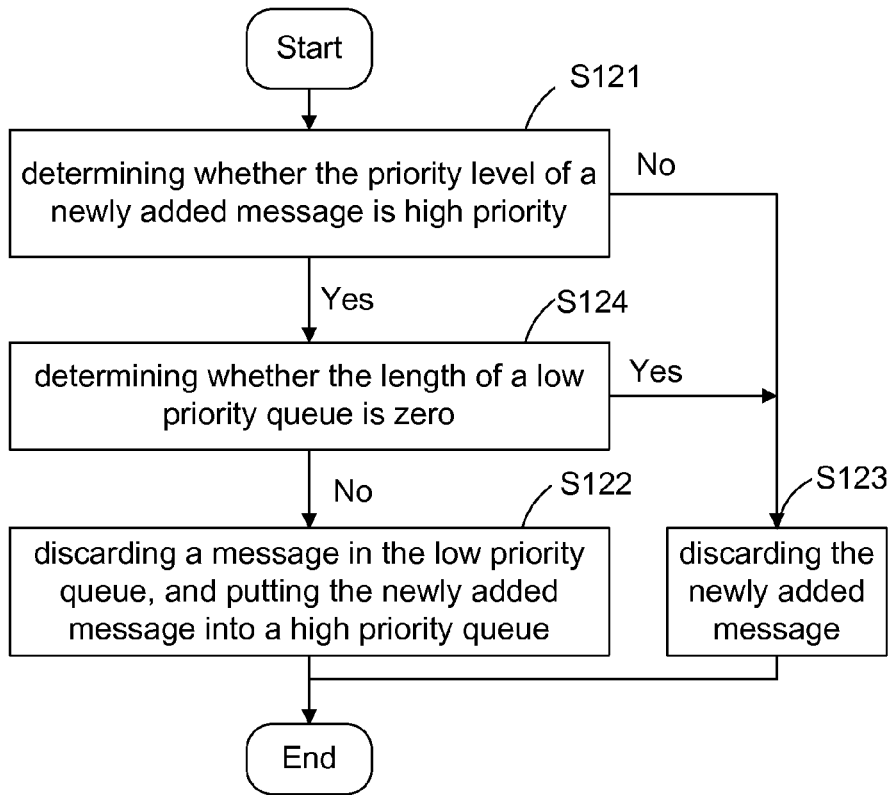 Start
S121
determining whether the priority level of a
newly added message is high priority
No
Yes
S124
determining whether the length of a low
priority queue is zero
Yes
No
S122
discarding a message in the low priority
queue, and putting the newly added
message into a high priority queue
S123
discarding the
newly added
message
End